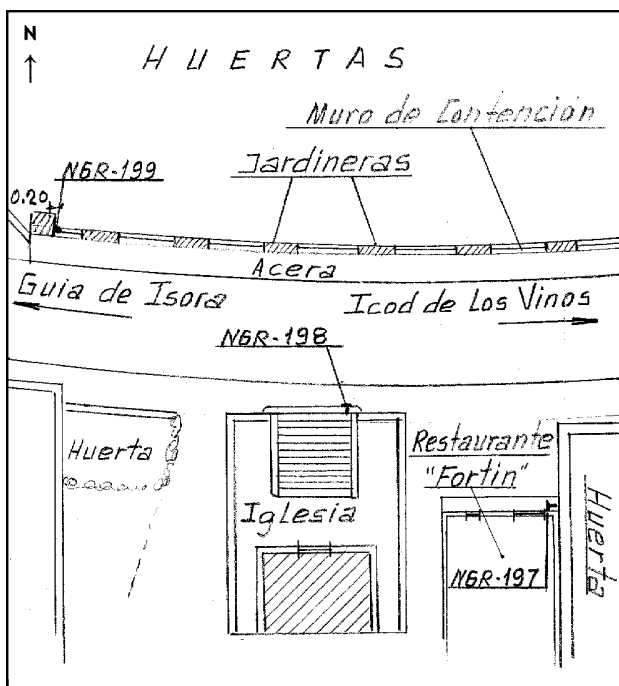 N
HUERTAS
Muro de Contención
NGR-199
Jardineras
0.20
Acera
Guia de Isora
Icod de Los Vinos
NGR-198
Huerta
Restaurante
"Fortin"
Iglesia
Huerta
NGR-197